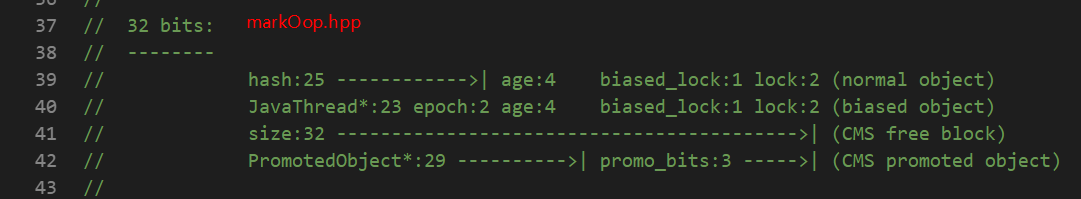 36 //
37 // 32 bits: markOop.hpp
38 // --------
39 // hash:25 ------------>| age:4 biased_lock:1 lock:2 (normal object)
40 // JavaThread*:23 epoch:2 age:4 biased_lock:1 lock:2 (biased object)
41 // size:32 ------------------------------------------>| (CMS free block)
42 // PromotedObject*:29 ---------->| promo_bits:3 ----->| (CMS promoted object)
43 //